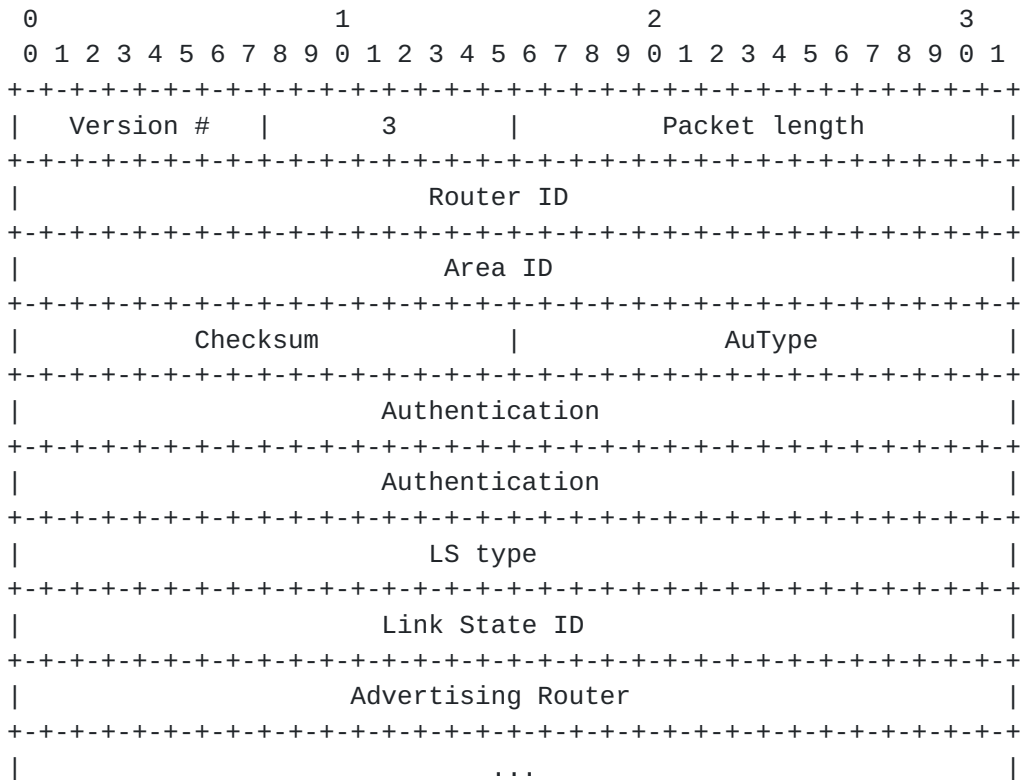 0                   1                   2                   3
 0 1 2 3 4 5 6 7 8 9 0 1 2 3 4 5 6 7 8 9 0 1 2 3 4 5 6 7 8 9 0 1
+-+-+-+-+-+-+-+-+-+-+-+-+-+-+-+-+-+-+-+-+-+-+-+-+-+-+-+-+-+-+-+-+
|   Version #   |       3       |         Packet length         |
+-+-+-+-+-+-+-+-+-+-+-+-+-+-+-+-+-+-+-+-+-+-+-+-+-+-+-+-+-+-+-+-+
|                          Router ID                            |
+-+-+-+-+-+-+-+-+-+-+-+-+-+-+-+-+-+-+-+-+-+-+-+-+-+-+-+-+-+-+-+-+
|                           Area ID                             |
+-+-+-+-+-+-+-+-+-+-+-+-+-+-+-+-+-+-+-+-+-+-+-+-+-+-+-+-+-+-+-+-+
|           Checksum            |             AuType            |
+-+-+-+-+-+-+-+-+-+-+-+-+-+-+-+-+-+-+-+-+-+-+-+-+-+-+-+-+-+-+-+-+
|                       Authentication                          |
+-+-+-+-+-+-+-+-+-+-+-+-+-+-+-+-+-+-+-+-+-+-+-+-+-+-+-+-+-+-+-+-+
|                       Authentication                          |
+-+-+-+-+-+-+-+-+-+-+-+-+-+-+-+-+-+-+-+-+-+-+-+-+-+-+-+-+-+-+-+-+
|                          LS type                              |
+-+-+-+-+-+-+-+-+-+-+-+-+-+-+-+-+-+-+-+-+-+-+-+-+-+-+-+-+-+-+-+-+
|                       Link State ID                           |
+-+-+-+-+-+-+-+-+-+-+-+-+-+-+-+-+-+-+-+-+-+-+-+-+-+-+-+-+-+-+-+-+
|                     Advertising Router                        |
+-+-+-+-+-+-+-+-+-+-+-+-+-+-+-+-+-+-+-+-+-+-+-+-+-+-+-+-+-+-+-+-+
|                              ...                              |